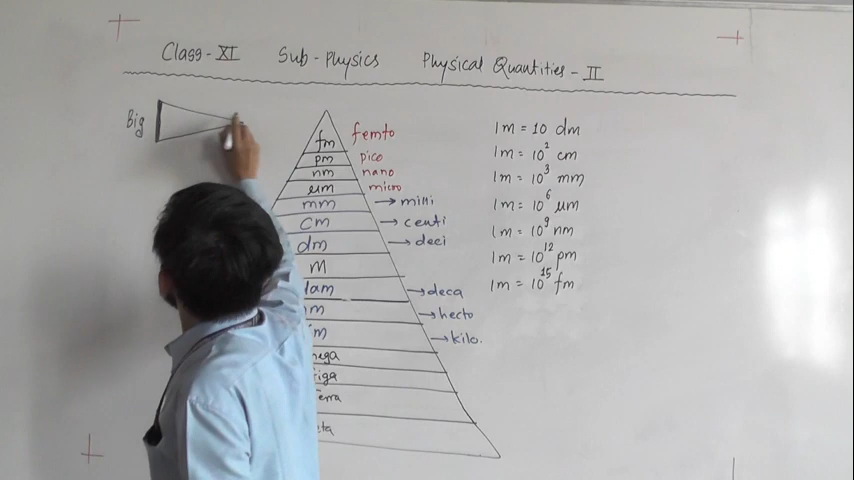 Class-XI Sub-physics Physical Quantities-II
Big
fm femto
pm pico
nm nano
μm micro
mm → milli
cm → centi
dm → deci
m
dam → deca
→ hecto
→ kilo.
1m = 10 dm
1m = 10² cm
1m = 10³ mm
1m = 10⁶ μm
1m = 10⁹ nm
1m = 10¹² pm
1m = 10¹⁵ fm